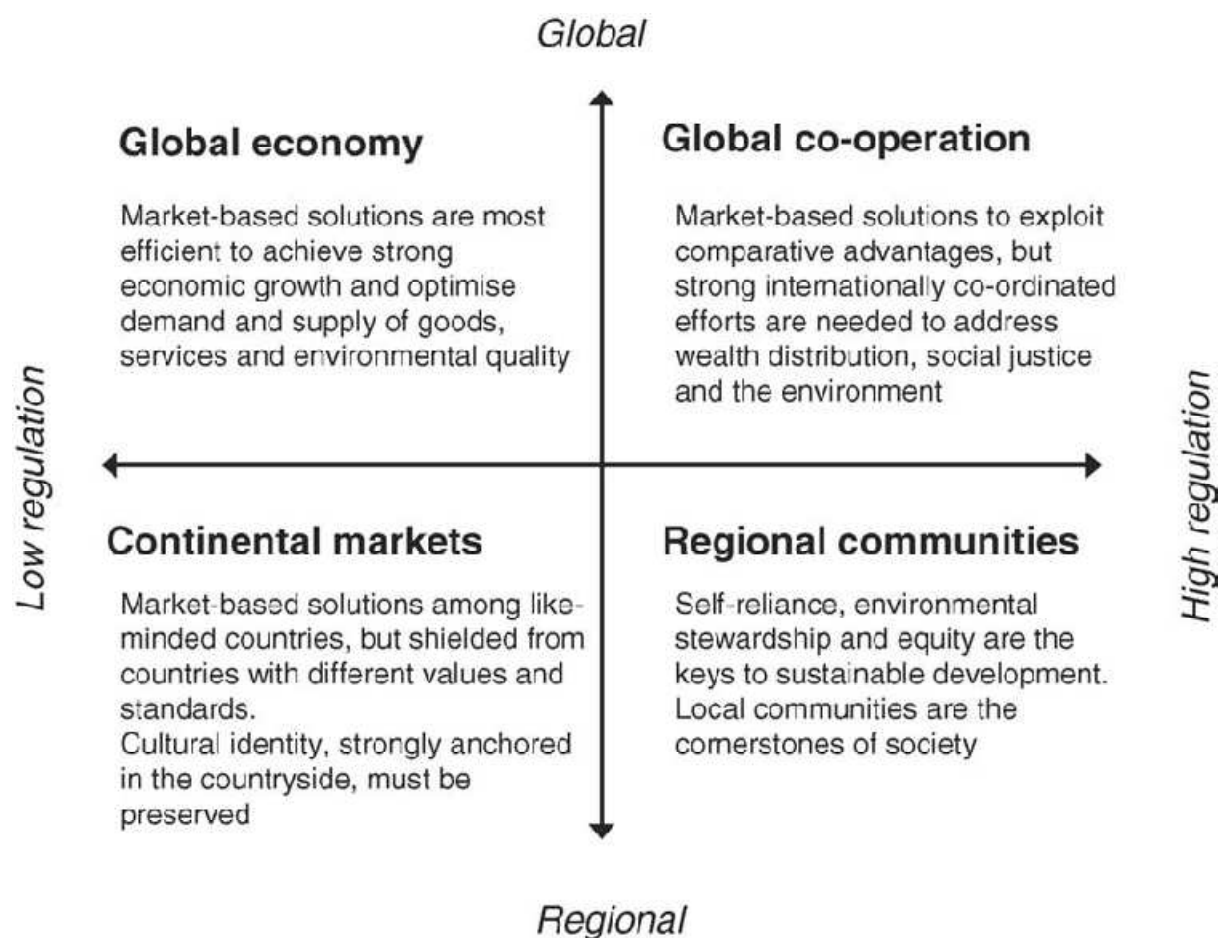 Global
Global economy
Market-based solutions are most
efficient to achieve strong
economic growth and optimise
demand and supply of goods,
services and environmental quality
Global co-operation
Market-based solutions to exploit
comparative advantages, but
strong internationally co-ordinated
efforts are needed to address
wealth distribution, social justice
and the environment
Low regulation
High regulation
Continental markets
Market-based solutions among like-
minded countries, but shielded from
countries with different values and
standards.
Cultural identity, strongly anchored
in the countryside, must be
preserved
Regional communities
Self-reliance, environmental
stewardship and equity are the
keys to sustainable development.
Local communities are the
cornerstones of society
Regional